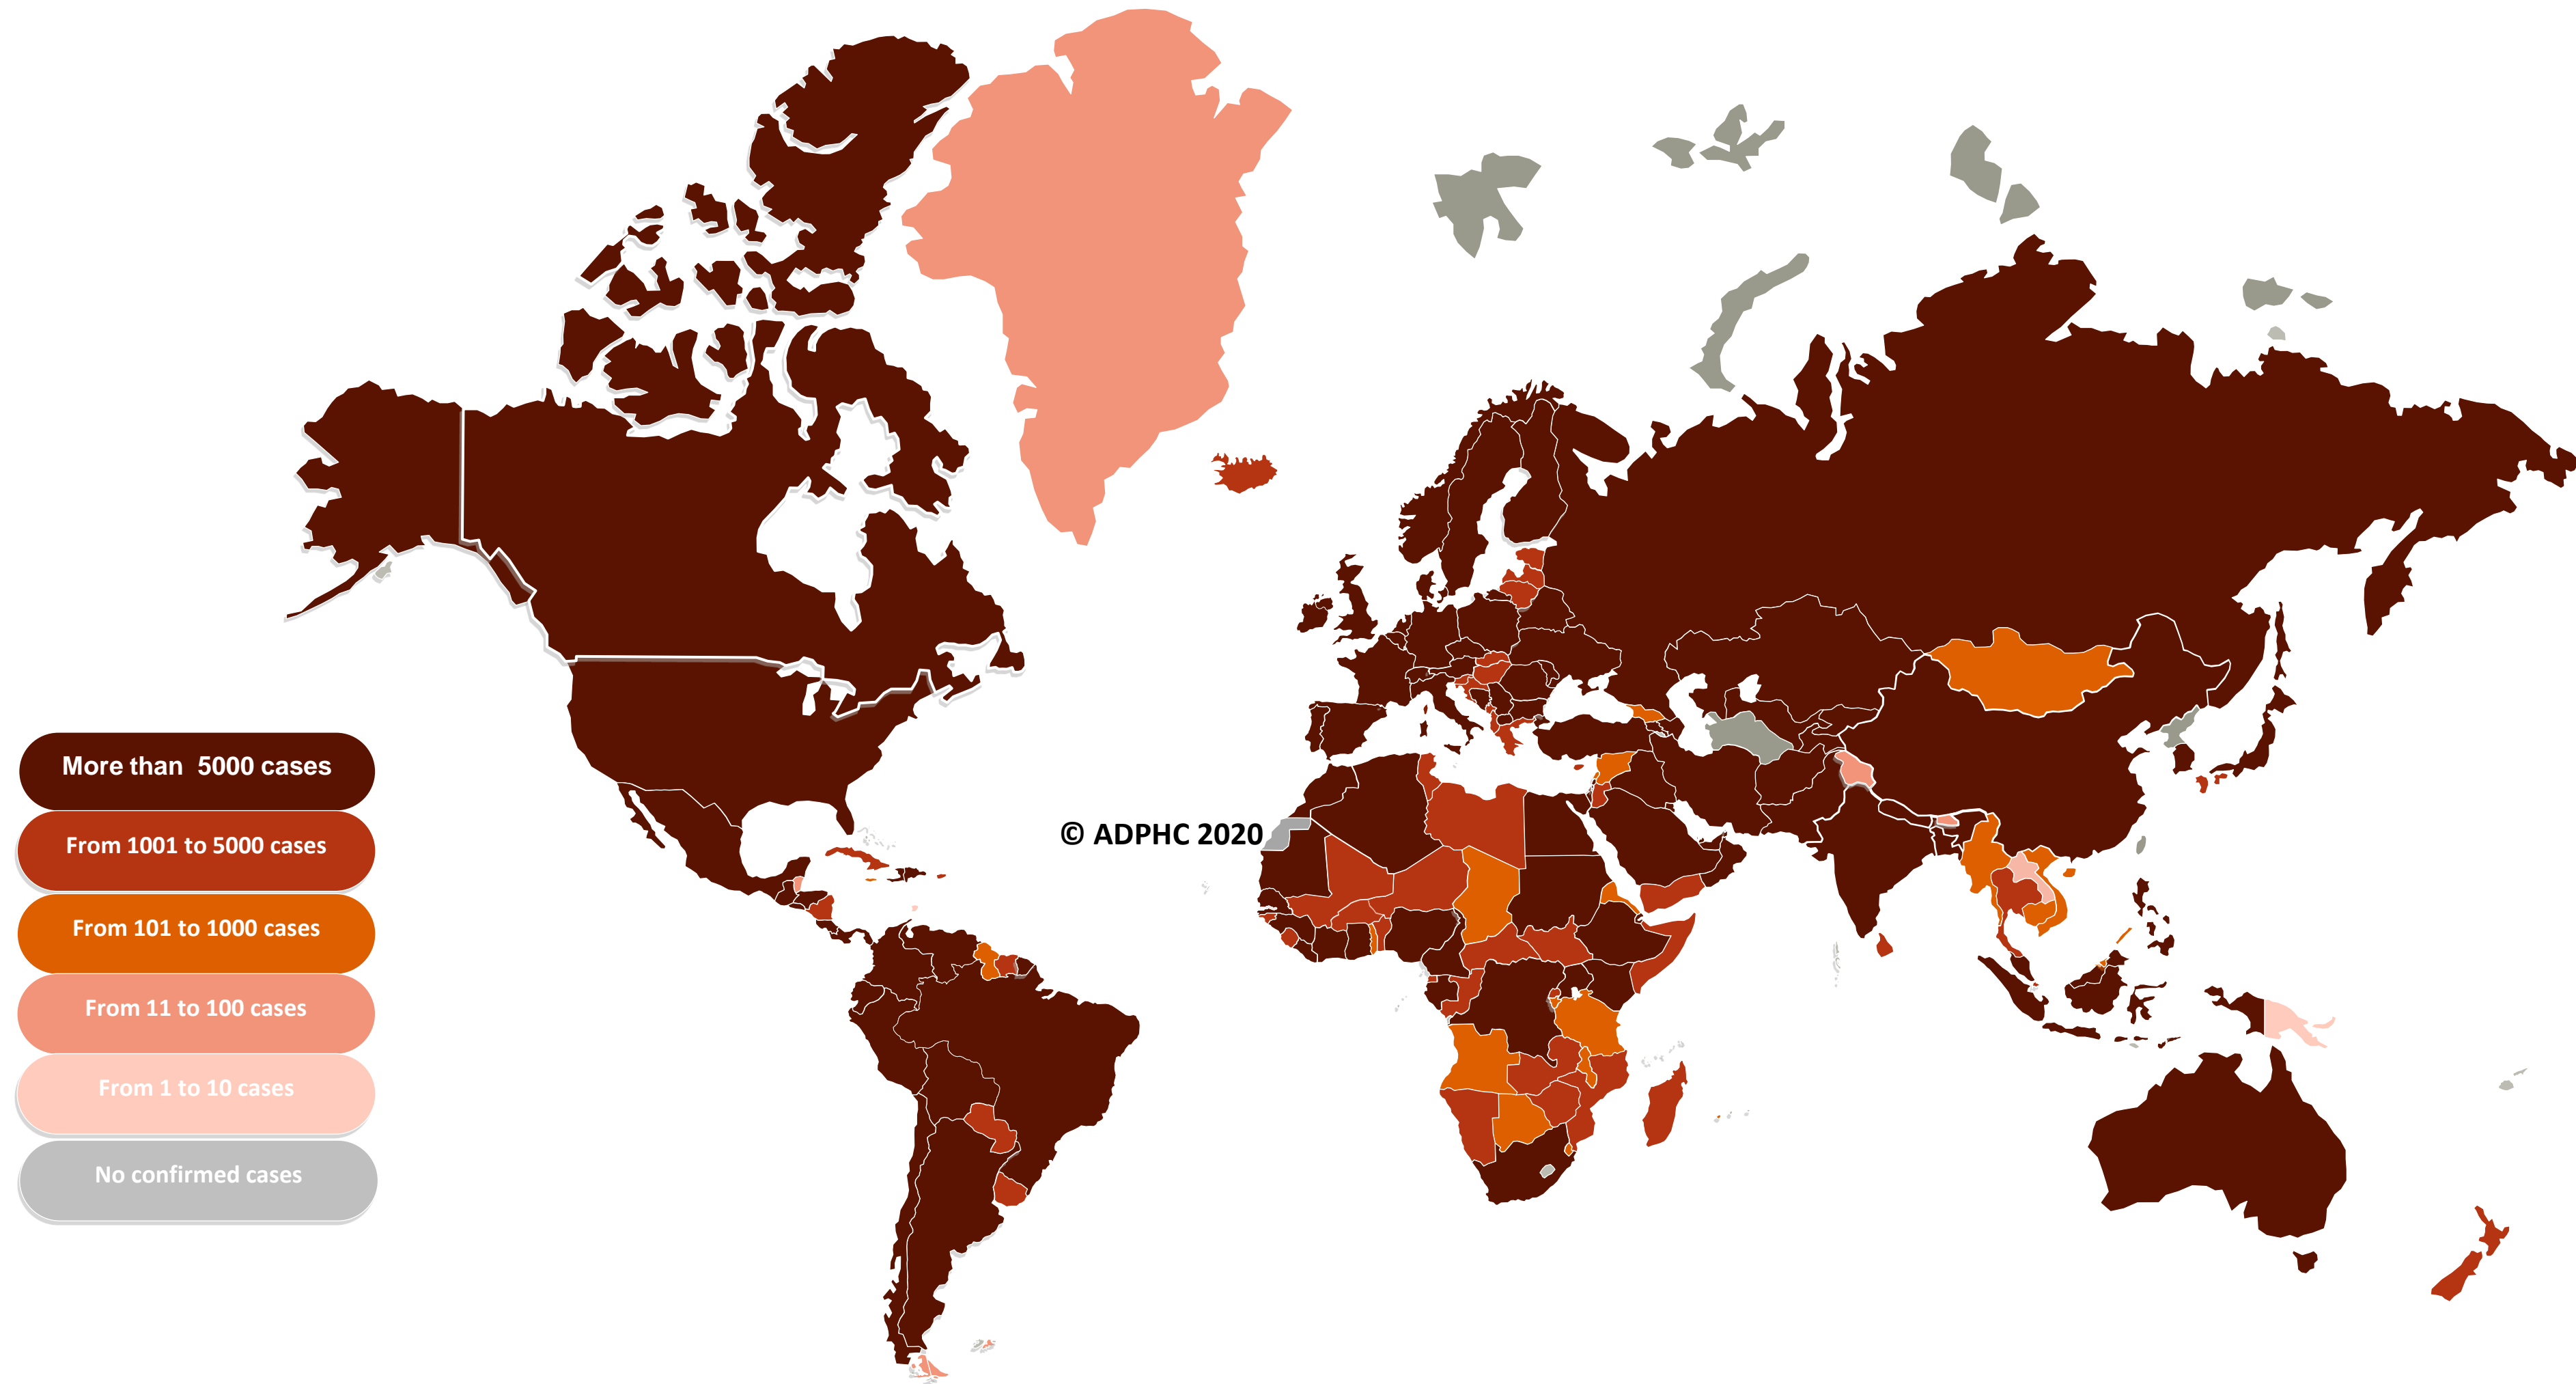 More than  5000 cases
From 1001 to 5000 cases
From 101 to 1000 cases
From 11 to 100 cases
From 1 to 10 cases
No confirmed cases
© ADPHC 2020